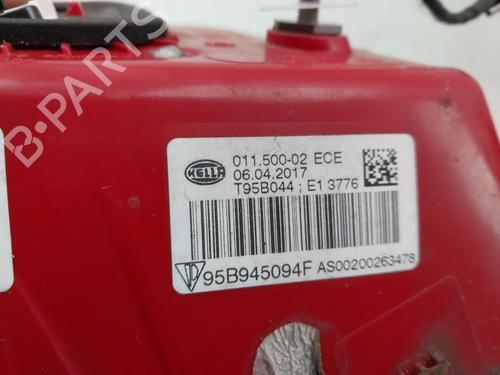 B-PARTS
HELLA
011.500-02 ECE
06.04.2017
T95B044 ; E1 3776
95B945094F AS00200263478